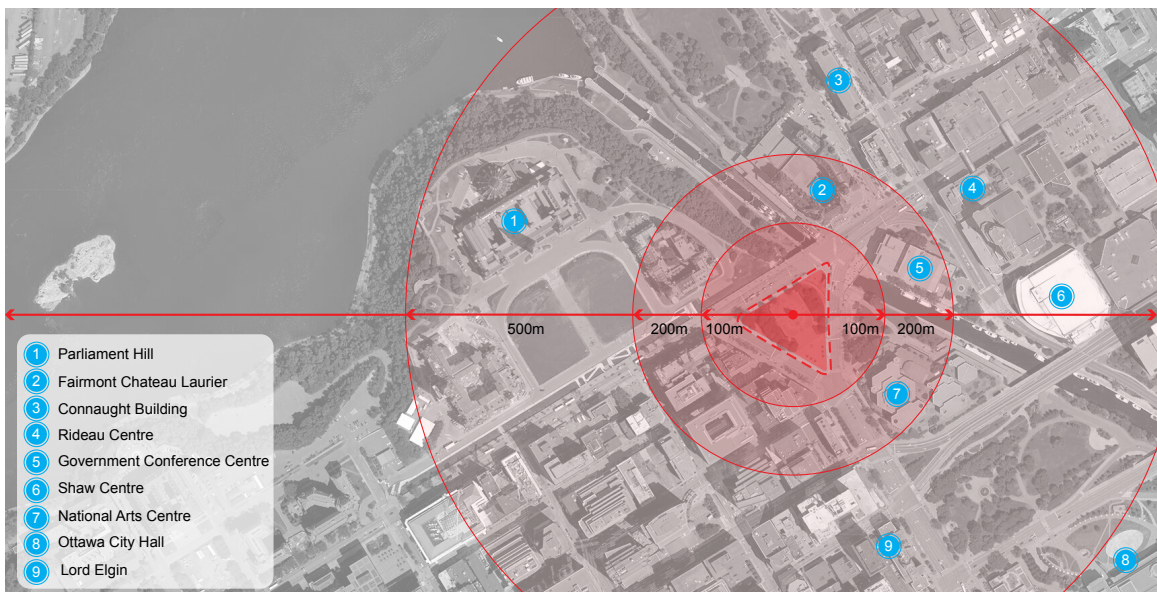 3
2
4
1
5
6
500m 200m 100m 100m 200m
1 Parliament Hill
2 Fairmont Chateau Laurier
3 Connaught Building
4 Rideau Centre
5 Government Conference Centre
6 Shaw Centre
7 National Arts Centre
8 Ottawa City Hall
9 Lord Elgin
7
9
8